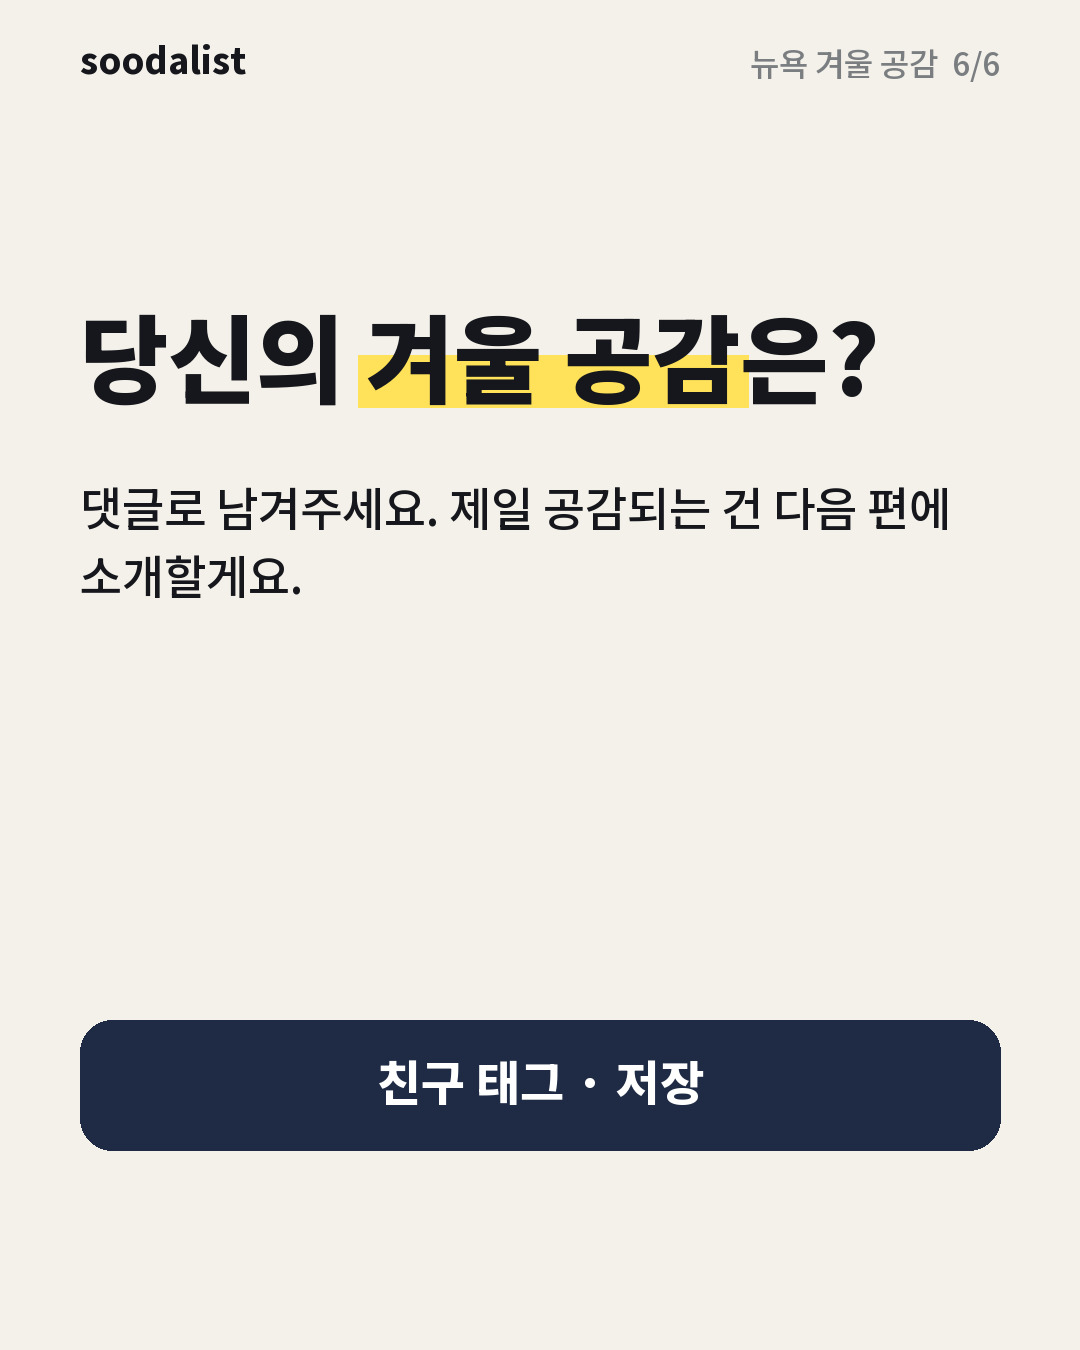 soodalist
뉴욕 겨울 공감 6/6
당신의 겨울 공감은?
댓글로 남겨주세요. 제일 공감되는 건 다음 편에
소개할게요.
친구 태그 · 저장